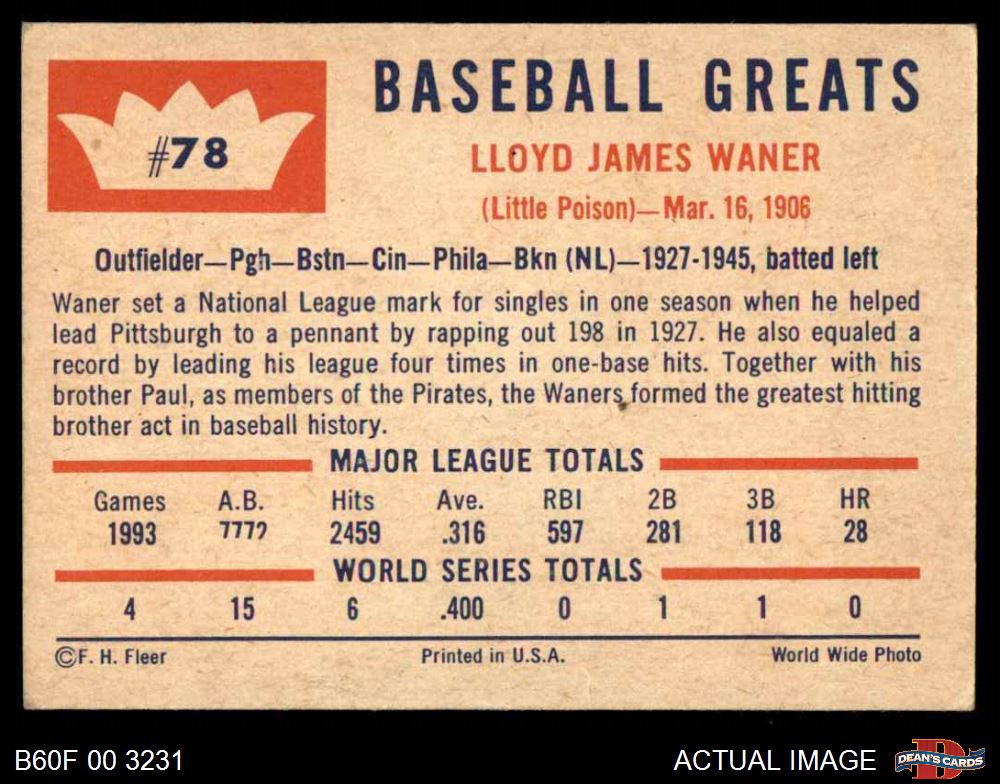 #78
BASEBALL GREATS
LLOYD JAMES WANER
(Little Poison)—Mar. 16, 1906
Outfielder—Pgh—Bstn—Cin—Phila—Bkn (NL)—1927-1945, batted left
Waner set a National League mark for singles in one season when he helped
lead Pittsburgh to a pennant by rapping out 198 in 1927. He also equaled a
record by leading his league four times in one-base hits. Together with his
brother Paul, as members of the Pirates, the Waners formed the greatest hitting
brother act in baseball history.
MAJOR LEAGUE TOTALS
Games A.B. Hits Ave. RBI 2B 3B HR
1993 7772 2459 .316 597 281 118 28
WORLD SERIES TOTALS
4 15 6 .400 0 1 1 0
©F. H. Fleer Printed in U.S.A. World Wide Photo
B60F 00 3231 ACTUAL IMAGE DEAN'S CARDS